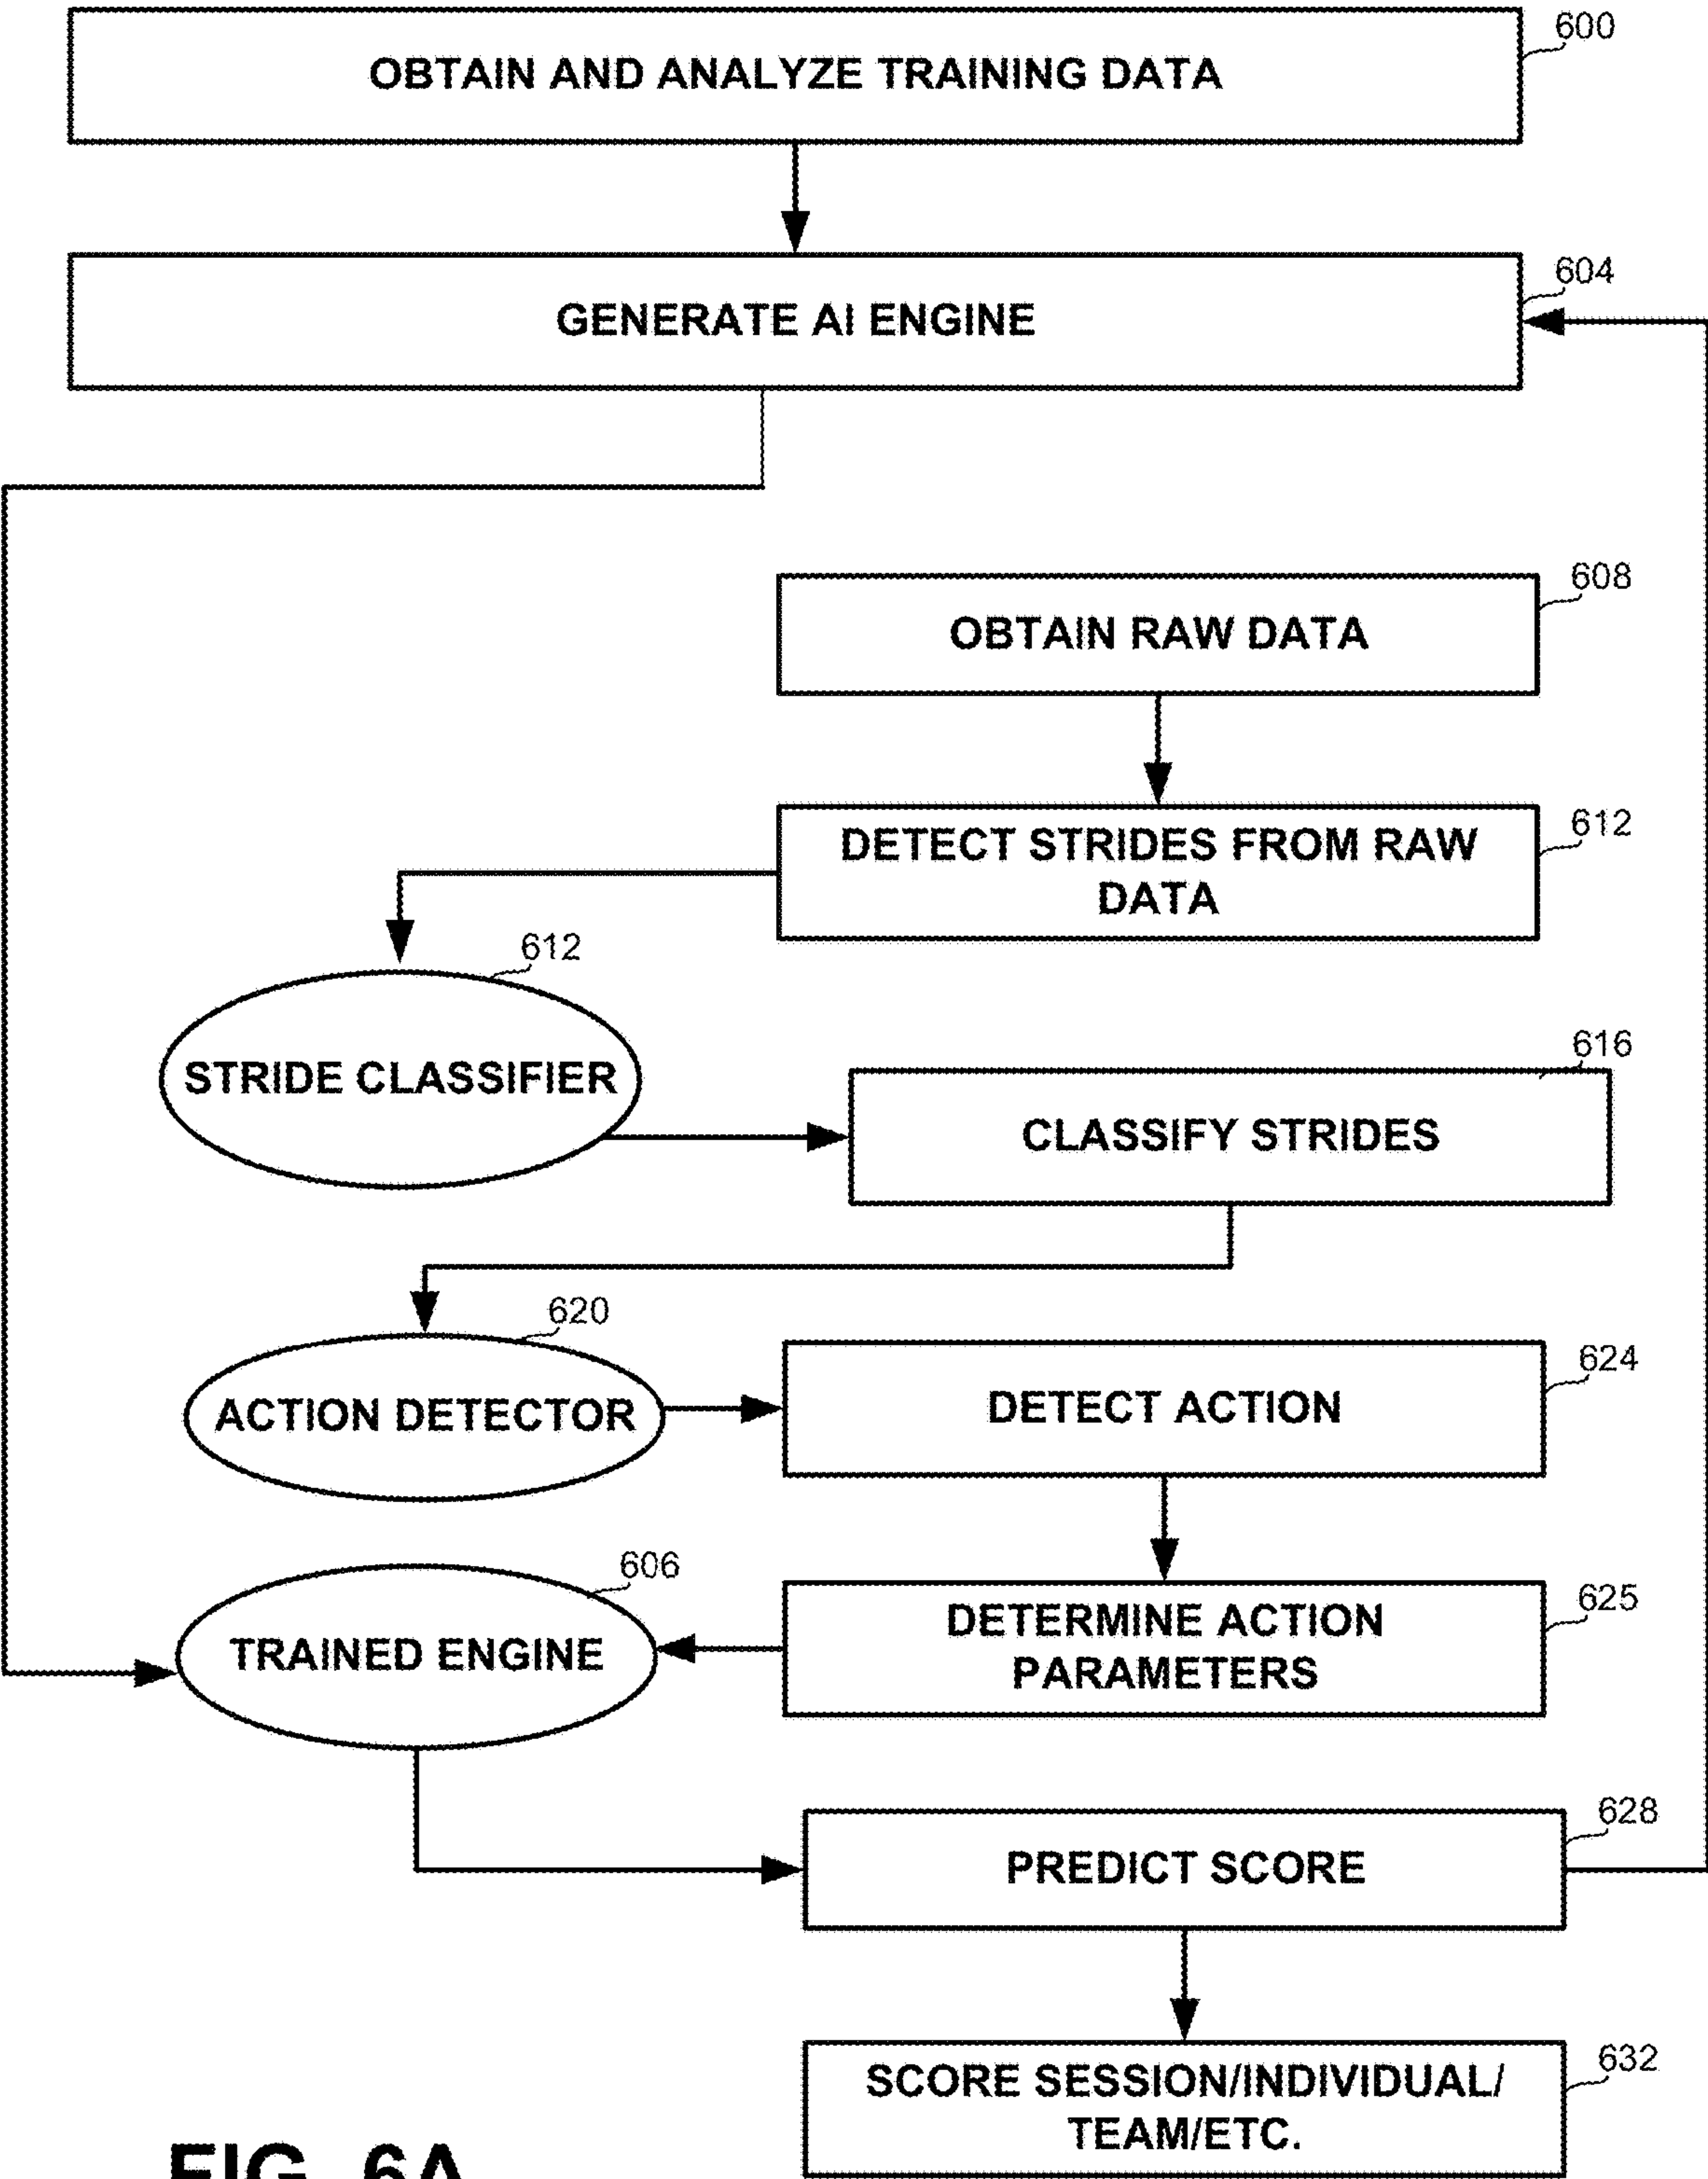 600
OBTAIN AND ANALYZE TRAINING DATA
604
GENERATE AI ENGINE
608
OBTAIN RAW DATA
612
DETECT STRIDES FROM RAW
DATA
612
STRIDE CLASSIFIER
616
CLASSIFY STRIDES
620
ACTION DETECTOR
624
DETECT ACTION
606
TRAINED ENGINE
625
DETERMINE ACTION
PARAMETERS
628
PREDICT SCORE
632
SCORE SESSION/INDIVIDUAL/
TEAM/ETC.
FIG. 6A